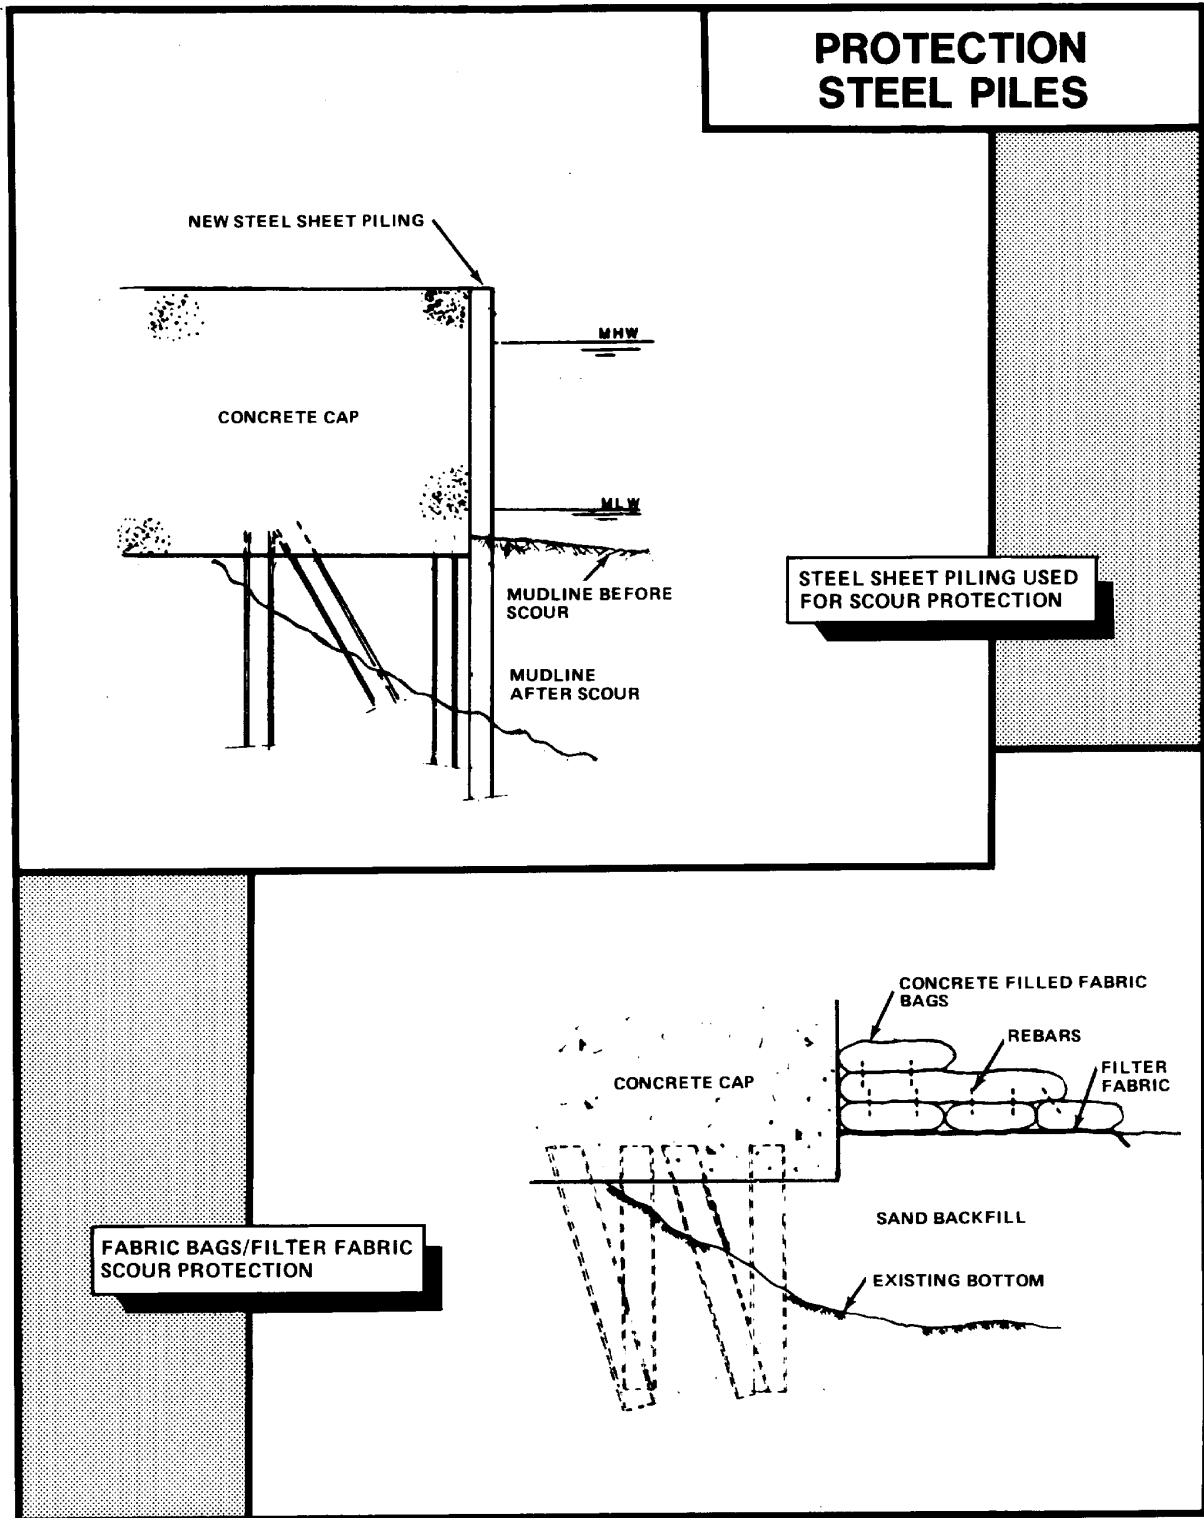 PROTECTION
STEEL PILES
NEW STEEL SHEET PILING
MHW
CONCRETE CAP
MLW
MUDLINE BEFORE
SCOUR
MUDLINE
AFTER SCOUR
STEEL SHEET PILING USED
FOR SCOUR PROTECTION
CONCRETE FILLED FABRIC
BAGS
REBARS
FILTER
FABRIC
CONCRETE CAP
SAND BACKFILL
EXISTING BOTTOM
FABRIC BAGS/FILTER FABRIC
SCOUR PROTECTION